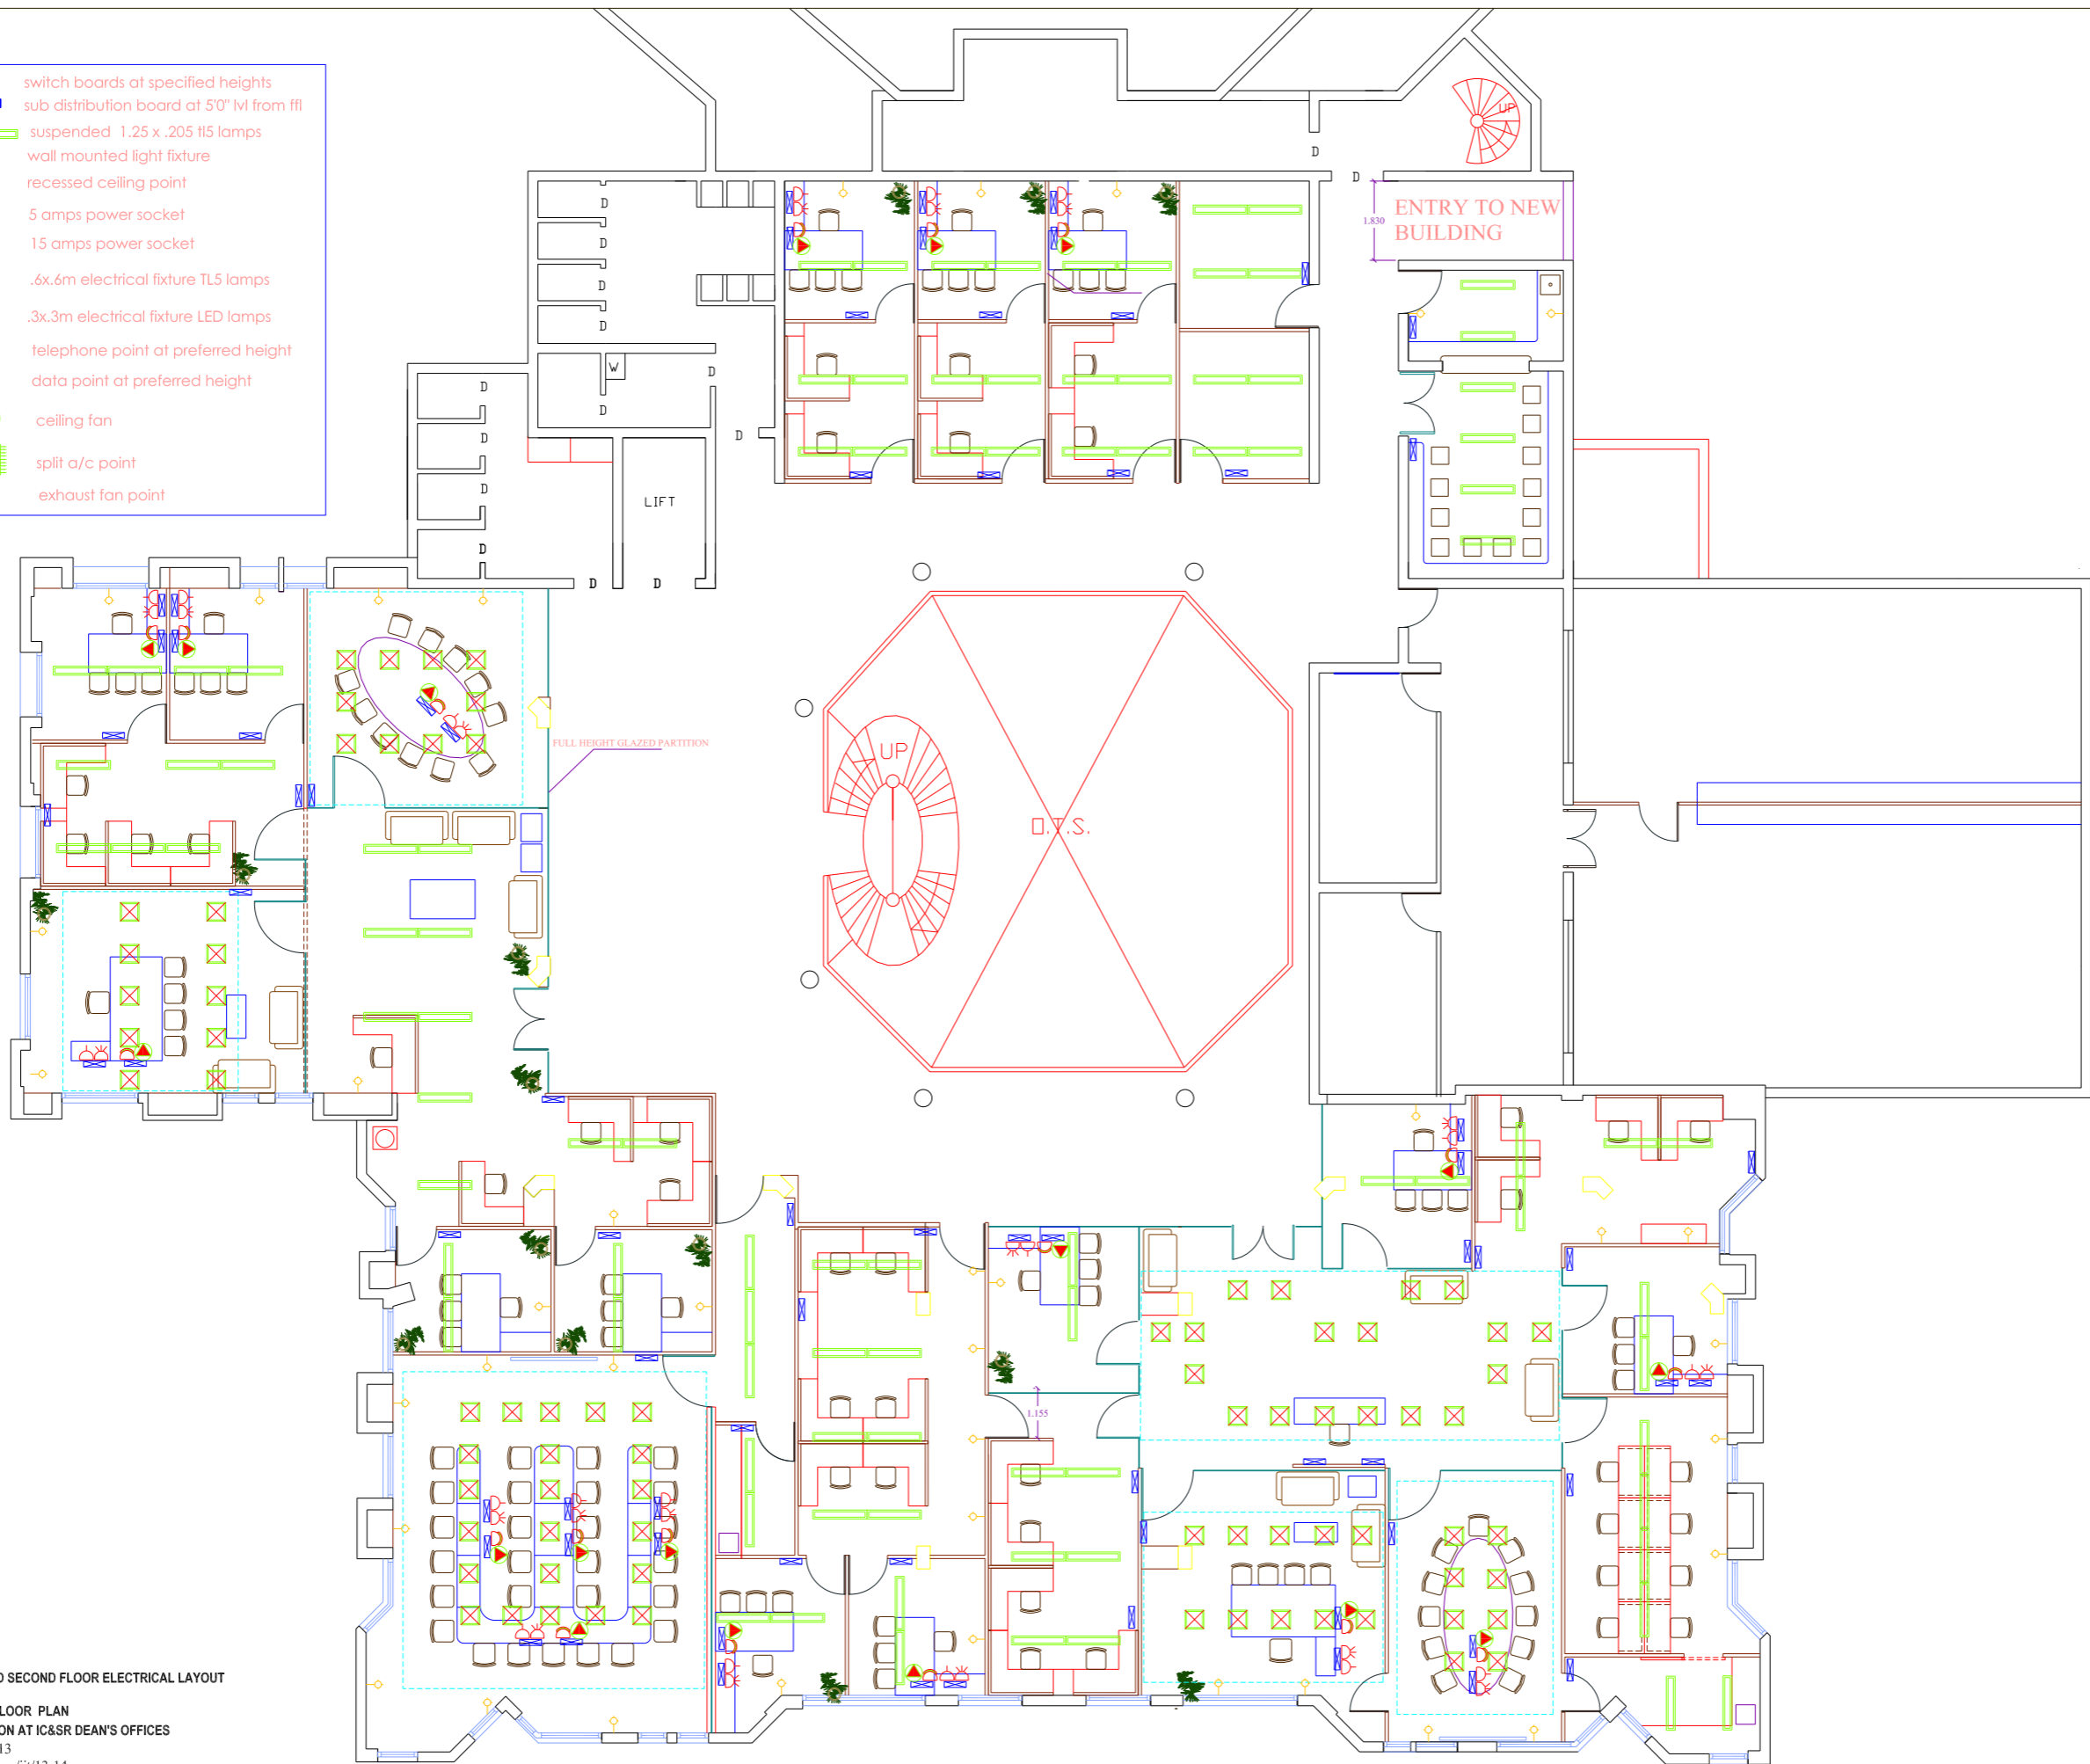 switch boards at specified heights
sub distribution board at 5'0" lvl from ffl
suspended 1.25 x .205 tl5 lamps
wall mounted light fixture
recessed ceiling point
5 amps power socket
15 amps power socket
.6x.6m electrical fixture TL5 lamps
.3x.3m electrical fixture LED lamps
telephone point at preferred height
data point at preferred height
ceiling fan
split a/c point
exhaust fan point
UP
D
D
ENTRY TO NEW
BUILDING
1.830
D
D
D
D
W
D
D
D
D
D
D
D
LIFT
D
D
D
FULL HEIGHT GLAZED PARTITION
UP
O.T.S.
1.155
SECOND FLOOR ELECTRICAL LAYOUT
PLAN
AT IC&SR DEAN'S OFFICES